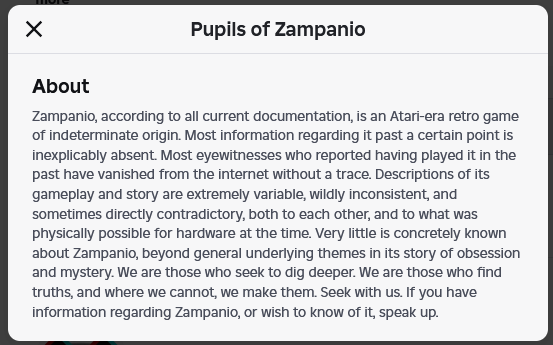 more
Pupils of Zampanio
About
Zampanio, according to all current documentation, is an Atari-era retro game
of indeterminate origin. Most information regarding it past a certain point is
inexplicably absent. Most eyewitnesses who reported having played it in the
past have vanished from the internet without a trace. Descriptions of its
gameplay and story are extremely variable, wildly inconsistent, and
sometimes directly contradictory, both to each other, and to what was
physically possible for hardware at the time. Very little is concretely known
about Zampanio, beyond general underlying themes in its story of obsession
and mystery. We are those who seek to dig deeper. We are those who find
truths, and where we cannot, we make them. Seek with us. If you have
information regarding Zampanio, or wish to know of it, speak up.